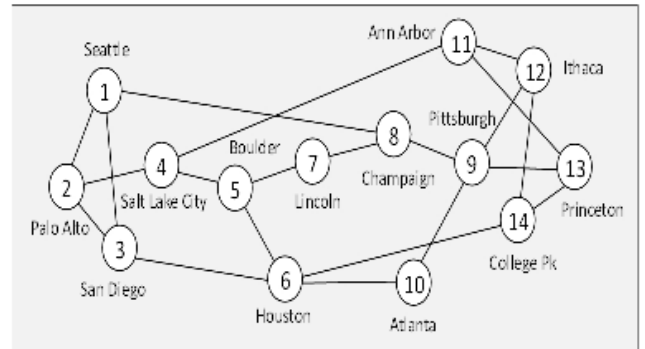 Ann Arbor
11
Seattle
12
Ithaca
1
Pittsburgh
8
Boulder
4
7
9
13
Champaign
2
Salt Lake City
5
Lincoln
Princeton
14
Palo Alto
3
College Pk
6
10
San Diego
Houston
Atlanta